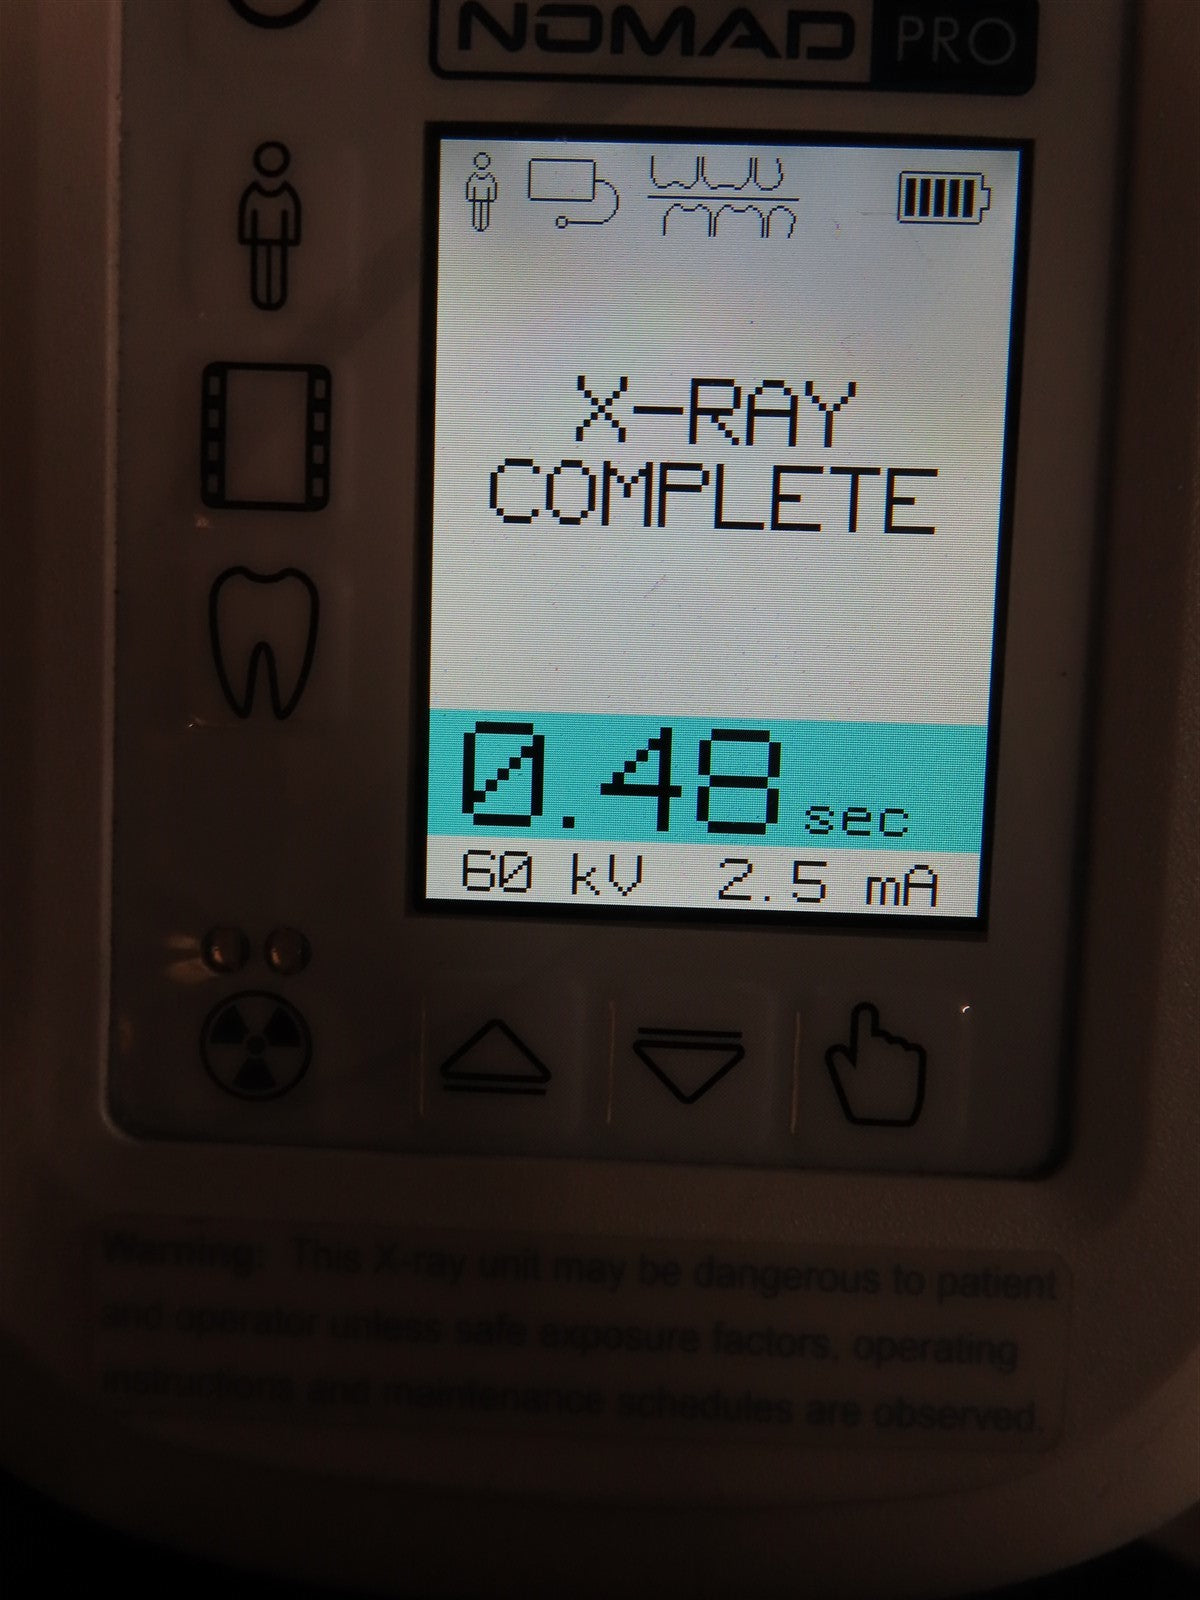 NOMAD PRO
X-RAY
COMPLETE
0.48 sec
60 kV 2.5 mA
Warning: This X-ray unit may be dangerous to patient
and operator unless safe exposure factors, operating
instructions and maintenance schedules are observed.